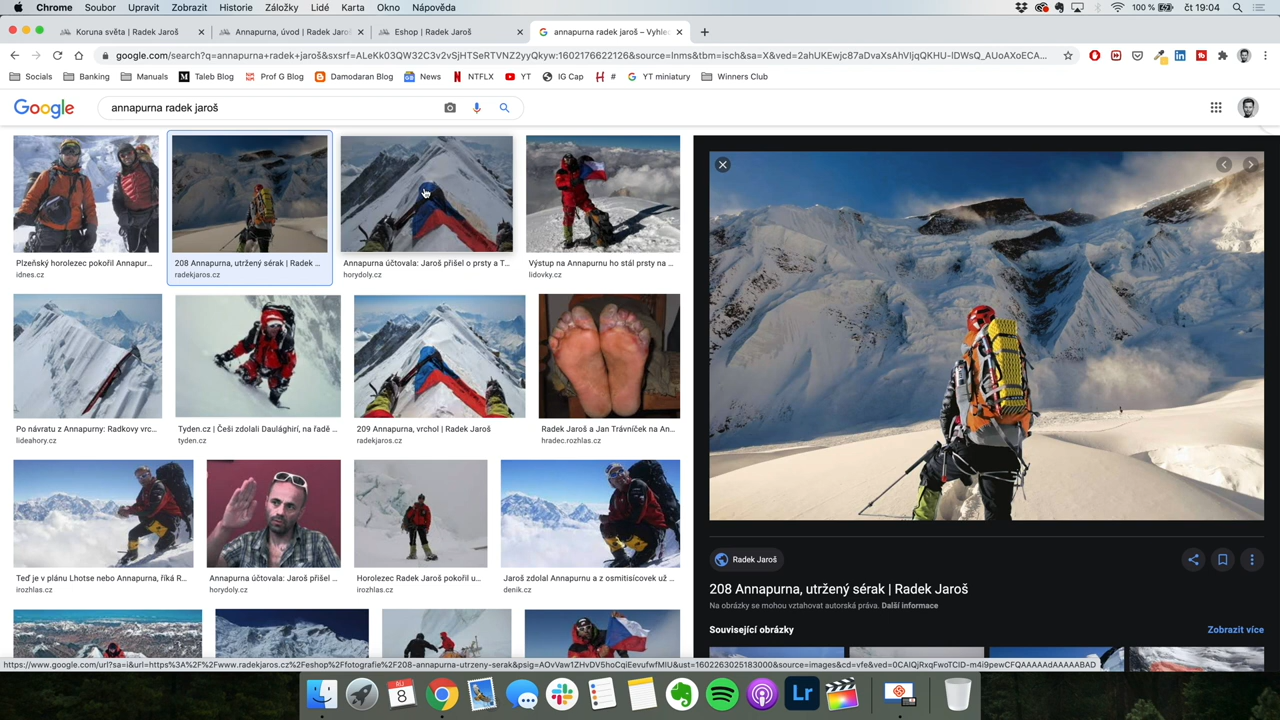 Chrome Soubor Upravit Zobrazit Historie Záložky Lidé Karta Okno Nápověda
100 % čt 19:04
Koruna světa | Radek Jaroš
Annapurna, úvod | Radek Jaroš
Eshop | Radek Jaroš
annapurna radek jaroš – Vyhle
google.com/search?q=annapurna+radek+jaroš&sxsrf=ALeKk03QW32C3v2vSjHTSeRTVNZ2yyQkyw:1602176622126&source=lnms&tbm=isch&sa=X&ved=2ahUKEwjc87aDvaXsAhVljqQKHU-lDWsQ_AUoAXoECA...
Socials Banking Manuals Taleb Blog Prof G Blog Damodaran Blog News NTFLX YT IG Cap # YT miniatury Winners Club
Google
annapurna radek jaroš
Plzeňský horolezec pokořil Annapur...
idnes.cz
208 Annapurna, utržený sérak | Radek ...
radekjaros.cz
Annapurna účtovala: Jaroš přišel o prsty a T...
horydoly.cz
Výstup na Annapurnu ho stál prsty na ...
lidovky.cz
Po návratu z Annapurny: Radkovy vrc...
lideahory.cz
Tyden.cz | Češi zdolali Daulághirí, na řadě ...
tyden.cz
209 Annapurna, vrchol | Radek Jaroš
radekjaros.cz
Radek Jaroš a Jan Trávníček na An...
hradec.rozhlas.cz
Teď je v plánu Lhotse nebo Annapurna, říká R...
irozhlas.cz
Annapurna účtovala: Jaroš přišel ...
horydoly.cz
Horolezec Radek Jaroš pokořil u...
irozhlas.cz
Jaroš zdolal Annapurnu a z osmitisícovek už ...
denik.cz
Radek Jaroš
208 Annapurna, utržený sérak | Radek Jaroš
Na obrázky se mohou vztahovat autorská práva. Další informace
Související obrázky
Zobrazit více
https://www.google.com/url?sa=i&url=https%3A%2F%2Fwww.radekjaros.cz%2Feshop%2Ffotografie%2F208-annapurna-utrzeny-serak&psig=AOvVaw1ZHvDV5hoCqiEevufwfMIU&ust=1602263025183000&source=images&cd=vfe&ved=0CAIQjRxqFwoTCID-m4i9pewCFQAAAAAdAAAAABAD
8
Lr